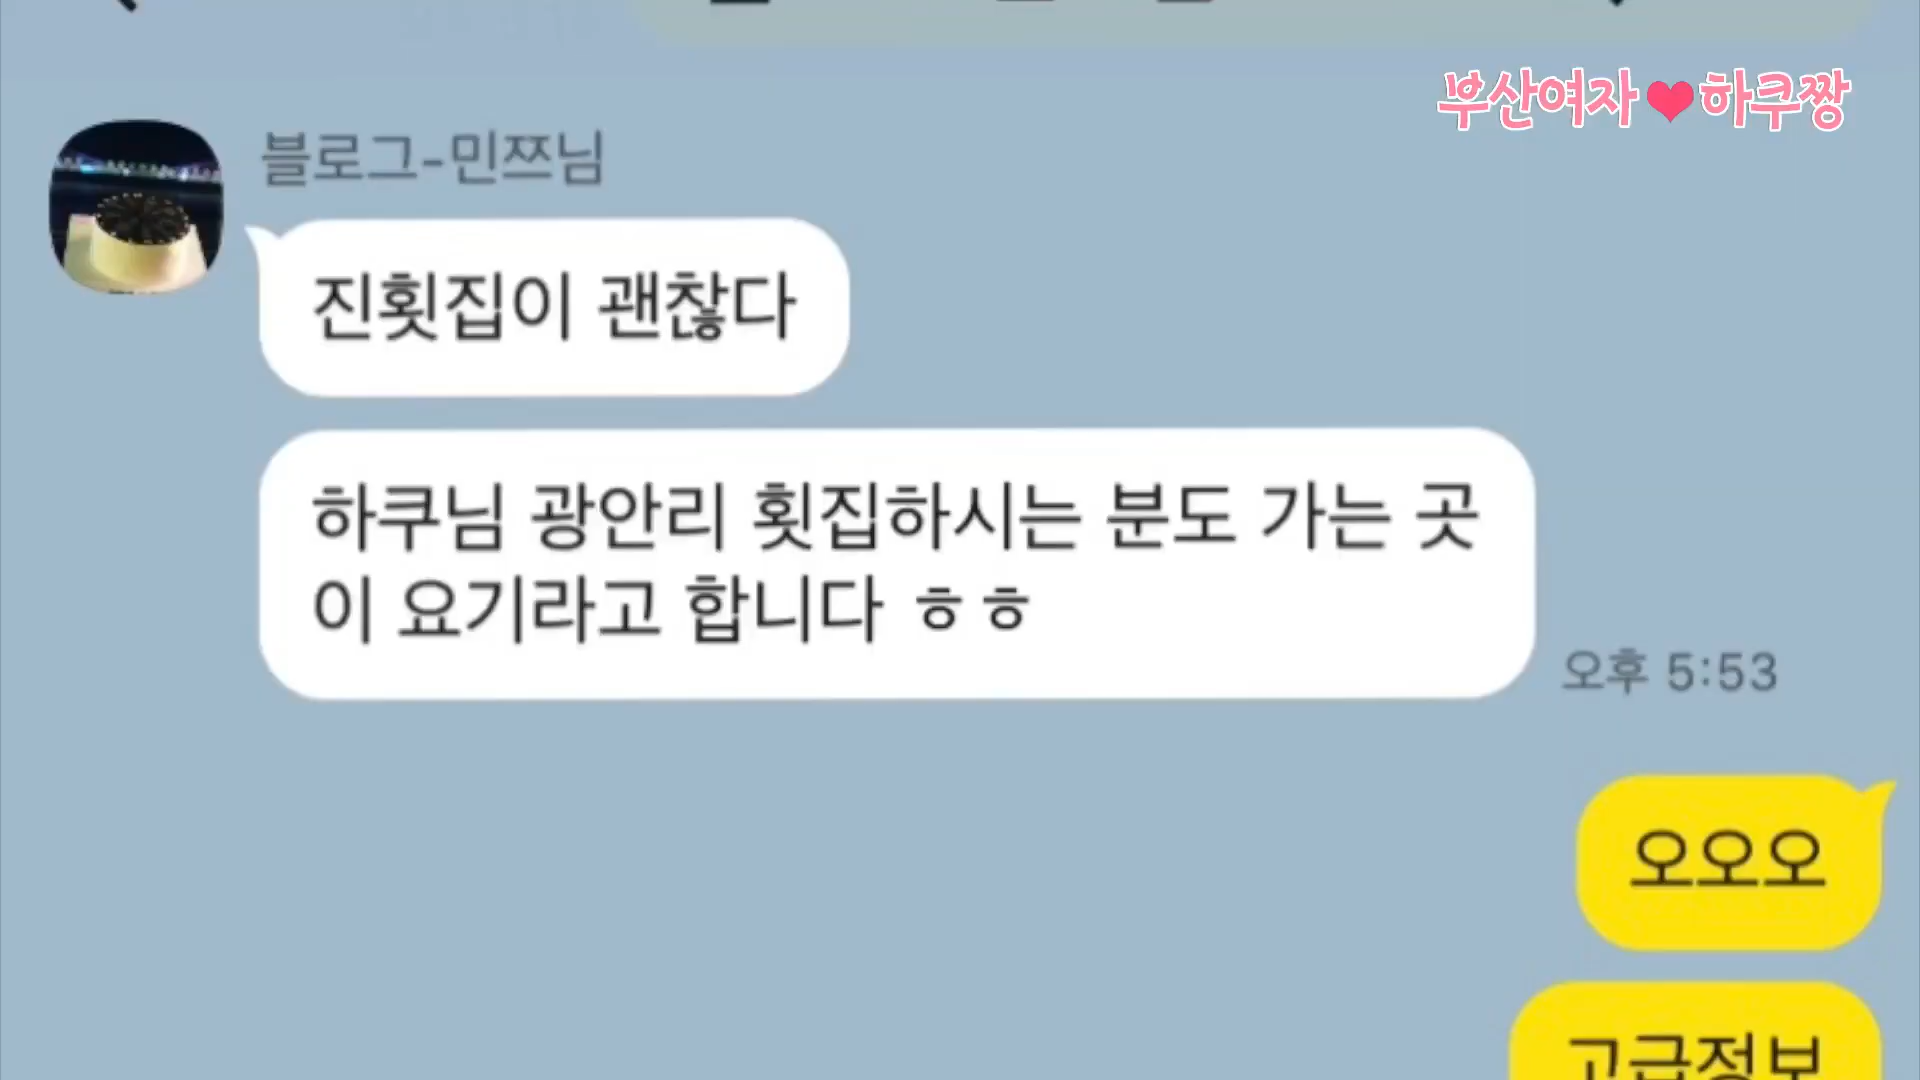 부산여자❤하쿠짱
블로그-민쯔님
진횟집이 괜찮다
하쿠님 광안리 횟집하시는 분도 가는 곳
이 요기라고 합니다 ㅎㅎ
오후 5:53
오오오
고급정보